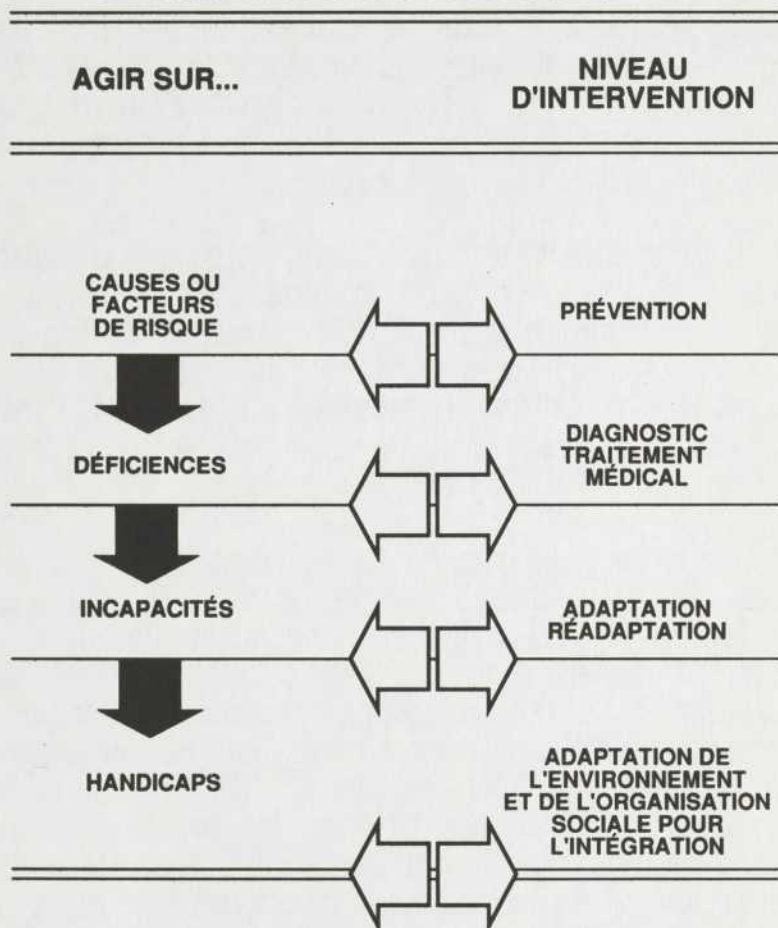 AGIR SUR...
NIVEAU
D'INTERVENTION
CAUSES OU
FACTEURS
DE RISQUE
PRÉVENTION
DÉFICIENCES
DIAGNOSTIC
TRAITEMENT
MÉDICAL
INCAPACITÉS
ADAPTATION
RÉADAPTATION
HANDICAPS
ADAPTATION DE
L'ENVIRONNEMENT
ET DE L'ORGANISATION
SOCIALE POUR
L'INTÉGRATION